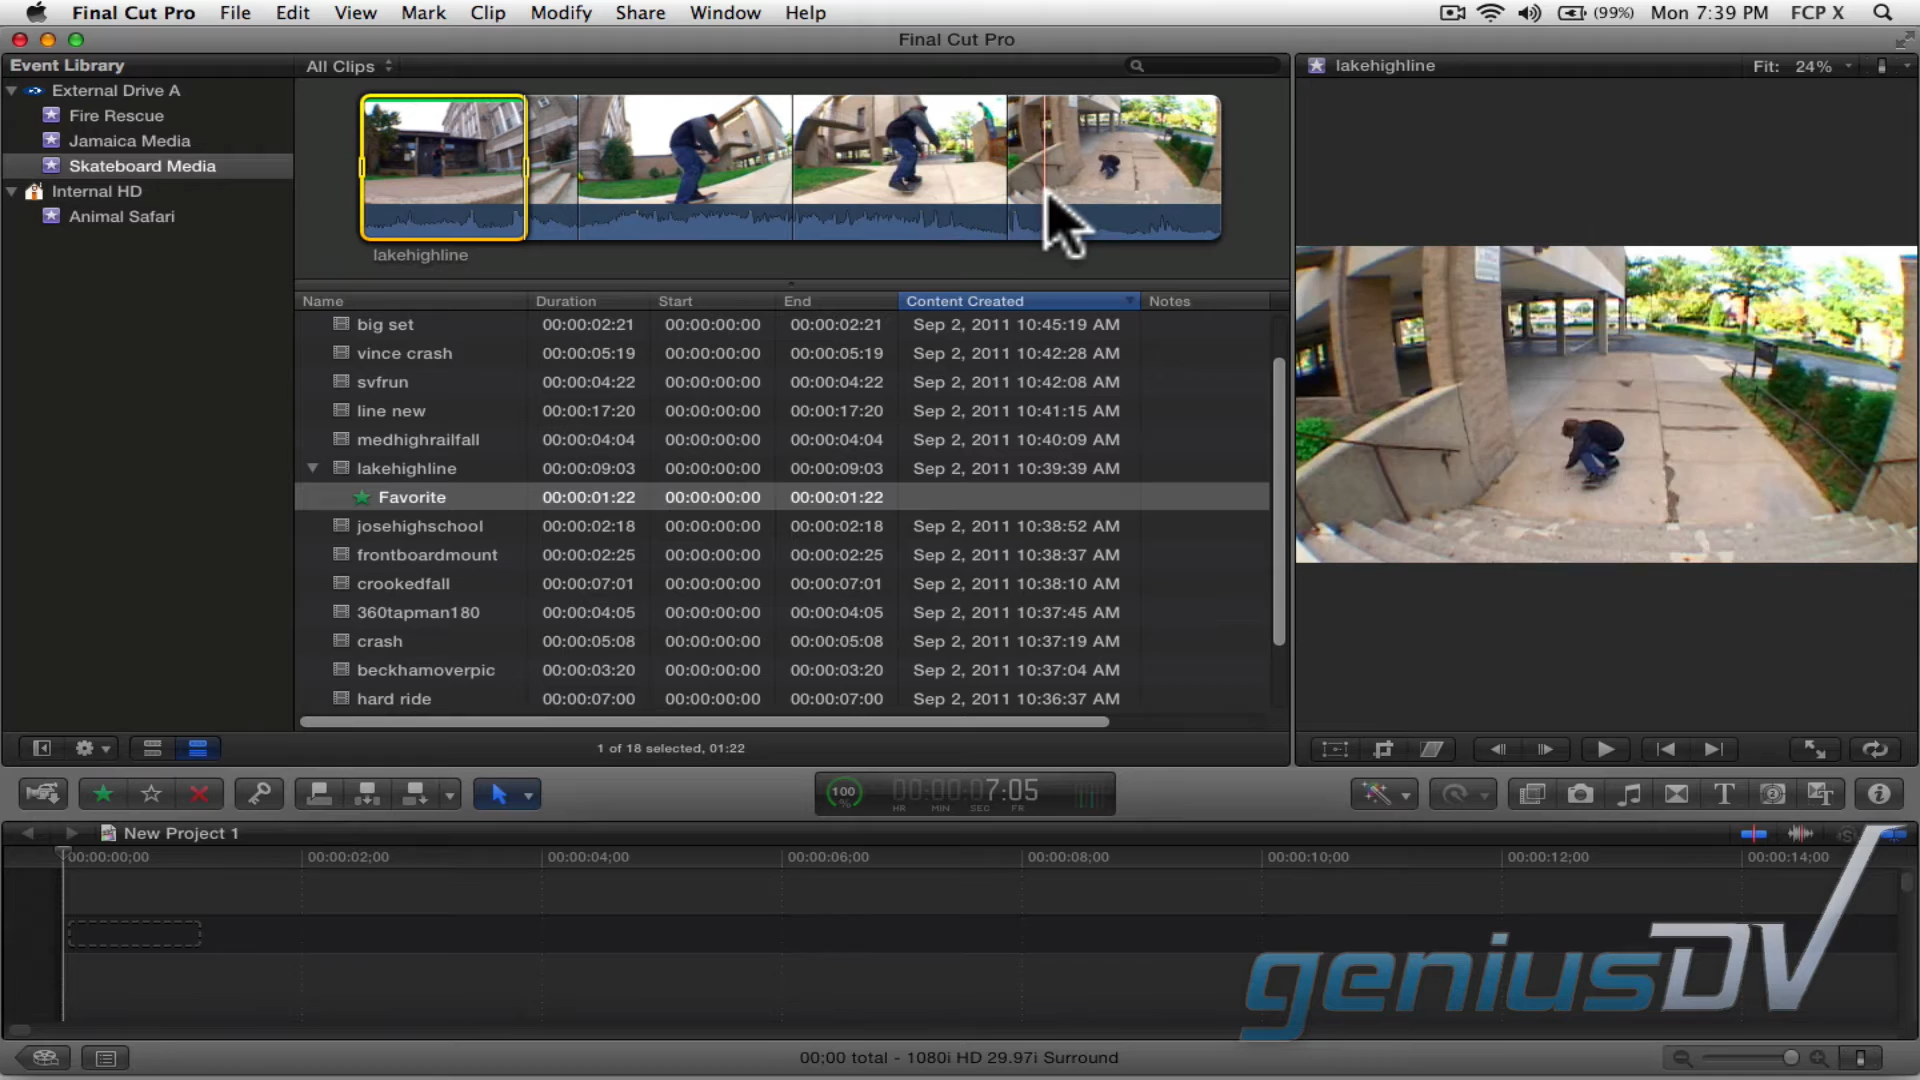 Final Cut Pro File Edit View Mark Clip Modify Share Window Help (99%) Mon 7:39 PM FCP X
Final Cut Pro
Event Library
All Clips
lakehighline Fit: 24%
External Drive A
Fire Rescue
Jamaica Media
Skateboard Media
Internal HD
Animal Safari
lakehighline
Name Duration Start End Content Created Notes
big set 00:00:02:21 00:00:00:00 00:00:02:21 Sep 2, 2011 10:45:19 AM
vince crash 00:00:05:19 00:00:00:00 00:00:05:19 Sep 2, 2011 10:42:28 AM
svfrun 00:00:04:22 00:00:00:00 00:00:04:22 Sep 2, 2011 10:42:08 AM
line new 00:00:17:20 00:00:00:00 00:00:17:20 Sep 2, 2011 10:41:15 AM
medhighrailfall 00:00:04:04 00:00:00:00 00:00:04:04 Sep 2, 2011 10:40:09 AM
lakehighline 00:00:09:03 00:00:00:00 00:00:09:03 Sep 2, 2011 10:39:39 AM
Favorite 00:00:01:22 00:00:00:00 00:00:01:22
josehighschool 00:00:02:18 00:00:00:00 00:00:02:18 Sep 2, 2011 10:38:52 AM
frontboardmount 00:00:02:25 00:00:00:00 00:00:02:25 Sep 2, 2011 10:38:37 AM
crookedfall 00:00:07:01 00:00:00:00 00:00:07:01 Sep 2, 2011 10:38:10 AM
360tapman180 00:00:04:05 00:00:00:00 00:00:04:05 Sep 2, 2011 10:37:45 AM
crash 00:00:05:08 00:00:00:00 00:00:05:08 Sep 2, 2011 10:37:19 AM
beckhamoverpic 00:00:03:20 00:00:00:00 00:00:03:20 Sep 2, 2011 10:37:04 AM
hard ride 00:00:07:00 00:00:00:00 00:00:07:00 Sep 2, 2011 10:36:37 AM
1 of 18 selected, 01:22
100 % 00:00:07:05
HR MIN SEC FR
New Project 1
00:00:00;00 00:00:02;00 00:00:04;00 00:00:06;00 00:00:08;00 00:00:10;00 00:00:12;00 00:00:14;00
geniusDV
00;00 total - 1080i HD 29.97i Surround